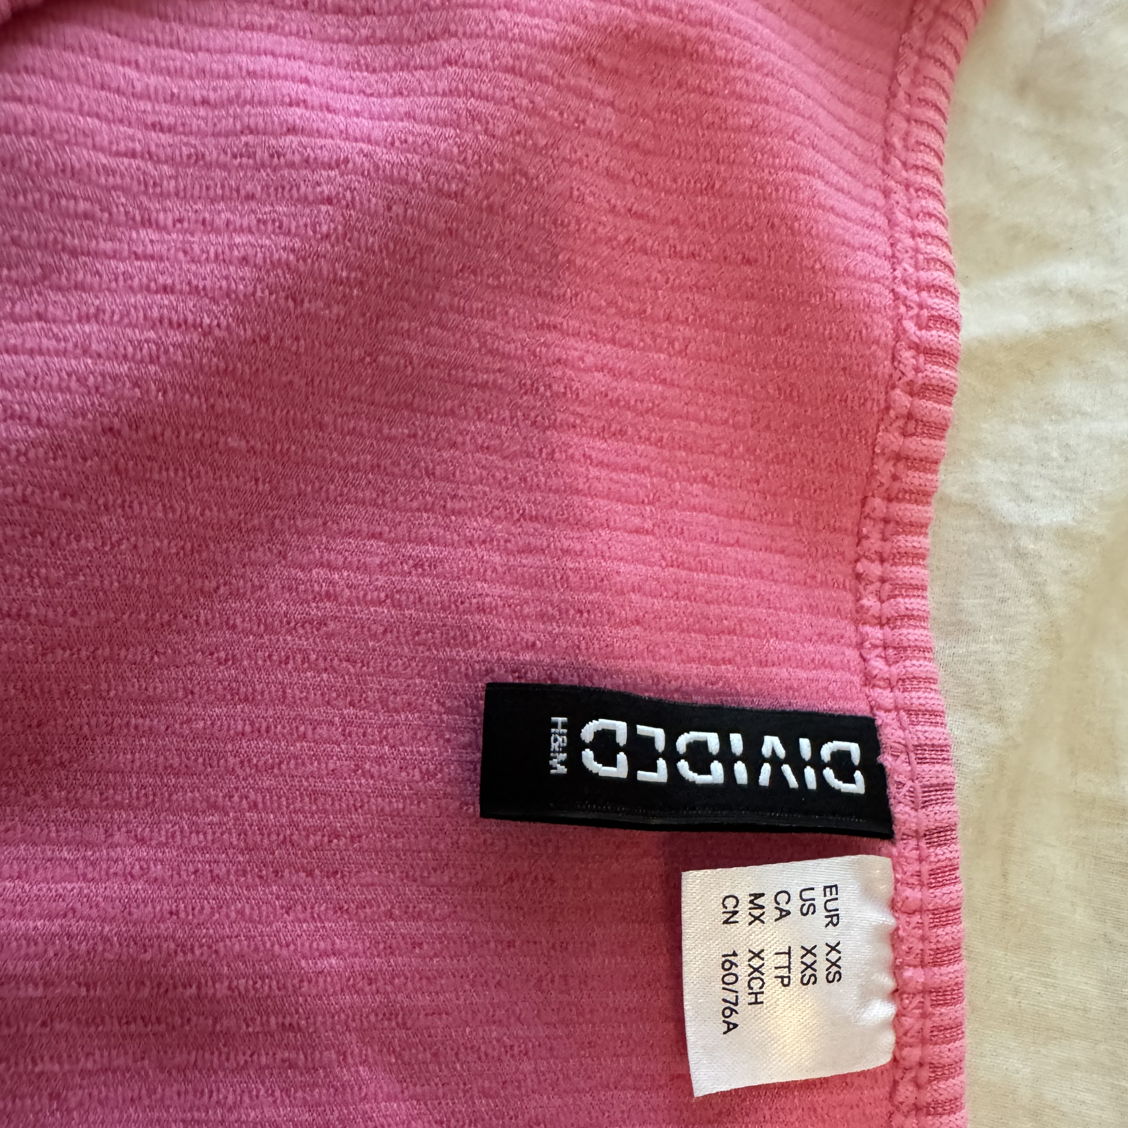 DIVIDED
H&M
EUR XXS
US XXS
CA TTP
MX XXCH
CN 160/76A